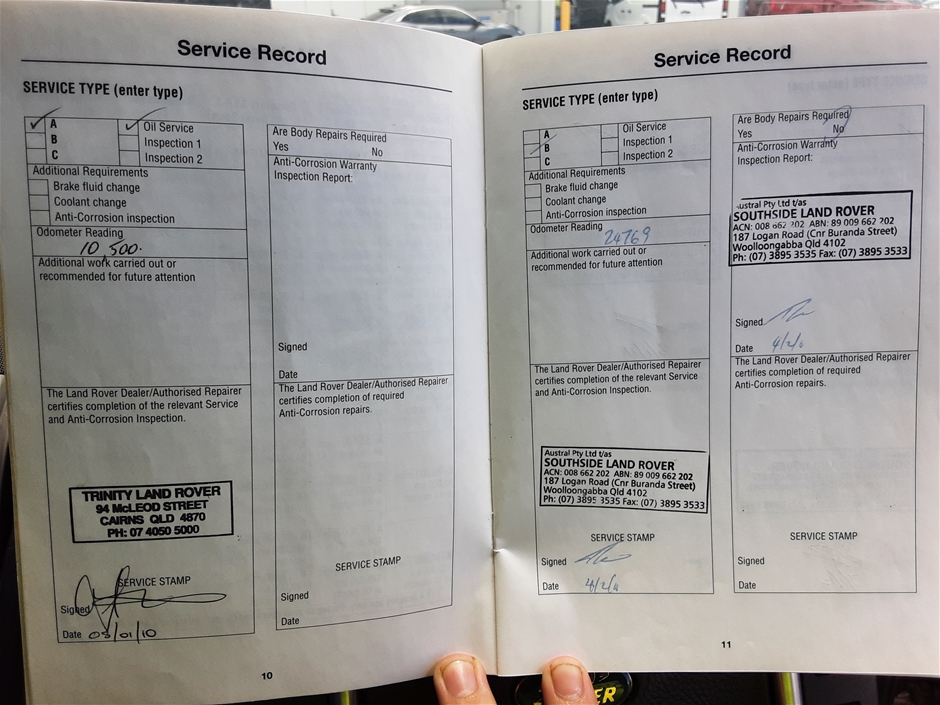 Service Record
SERVICE TYPE (enter type)
A
B
C
Oil Service
Inspection 1
Inspection 2
Additional Requirements
Brake fluid change
Coolant change
Anti-Corrosion inspection
Odometer Reading
10 500.
Additional work carried out or
recommended for future attention
The Land Rover Dealer/Authorised Repairer
certifies completion of the relevant Service
and Anti-Corrosion Inspection.
TRINITY LAND ROVER
94 McLEOD STREET
CAIRNS QLD 4870
PH: 07 4050 5000
SERVICE STAMP
Signed
Date 05/01/10
Are Body Repairs Required
Yes No
Anti-Corrosion Warranty
Inspection Report:
Signed
Date
The Land Rover Dealer/Authorised Repairer
certifies completion of required
Anti-Corrosion repairs.
SERVICE STAMP
Signed
Date
10
Service Record
SERVICE TYPE (enter type)
A
B
C
Oil Service
Inspection 1
Inspection 2
Additional Requirements
Brake fluid change
Coolant change
Anti-Corrosion inspection
Odometer Reading
24769
Additional work carried out or
recommended for future attention
The Land Rover Dealer/Authorised Repairer
certifies completion of the relevant Service
and Anti-Corrosion Inspection.
Austral Pty Ltd t/as
SOUTHSIDE LAND ROVER
ACN: 008 662 202 ABN: 89 009 662 202
187 Logan Road (Cnr Buranda Street)
Woolloongabba Qld 4102
Ph: (07) 3895 3535 Fax: (07) 3895 3533
SERVICE STAMP
Signed
Date 4/2/11
Are Body Repairs Required
Yes No
Anti-Corrosion Warranty
Inspection Report:
Austral Pty Ltd t/as
SOUTHSIDE LAND ROVER
ACN: 008 662 202 ABN: 89 009 662 202
187 Logan Road (Cnr Buranda Street)
Woolloongabba Qld 4102
Ph: (07) 3895 3535 Fax: (07) 3895 3533
Signed
Date 4/2/11
The Land Rover Dealer/Authorised Repairer
certifies completion of required
Anti-Corrosion repairs.
SERVICE STAMP
Signed
Date
11